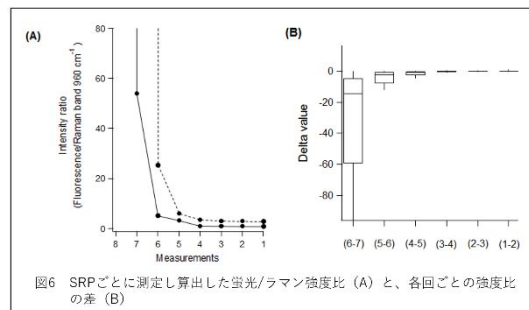 (A)
80
60
40
20
0
Intensity ratio
(Fluorescence/Raman band 960 cm⁻¹)
8 7 6 5 4 3 2 1
Measurements
(B)
0
-20
-40
-60
-80
Delta value
(6-7) (5-6) (4-5) (3-4) (2-3) (1-2)
図6 SRPごとに測定し算出した蛍光/ラマン強度比（A）と、各回ごとの強度比
の差（B）